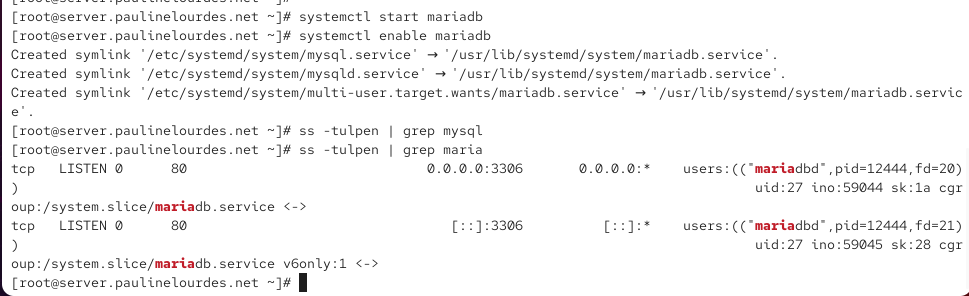 [root@server.paulinelourdes.net ~]# systemctl start mariadb
[root@server.paulinelourdes.net ~]# systemctl enable mariadb
Created symlink '/etc/systemd/system/mysql.service' → '/usr/lib/systemd/system/mariadb.service'.
Created symlink '/etc/systemd/system/mysqld.service' → '/usr/lib/systemd/system/mariadb.service'.
Created symlink '/etc/systemd/system/multi-user.target.wants/mariadb.service' → '/usr/lib/systemd/system/mariadb.servic
e'.
[root@server.paulinelourdes.net ~]# ss -tulpen | grep mysql
[root@server.paulinelourdes.net ~]# ss -tulpen | grep maria
tcp   LISTEN 0      80                              0.0.0.0:3306       0.0.0.0:*    users:(("mariadbd",pid=12444,fd=20)
)                                                                                            uid:27 ino:59044 sk:1a cgr
oup:/system.slice/mariadb.service <->
tcp   LISTEN 0      80                                 [::]:3306          [::]:*    users:(("mariadbd",pid=12444,fd=21)
)                                                                                            uid:27 ino:59045 sk:28 cgr
oup:/system.slice/mariadb.service v6only:1 <->
[root@server.paulinelourdes.net ~]#